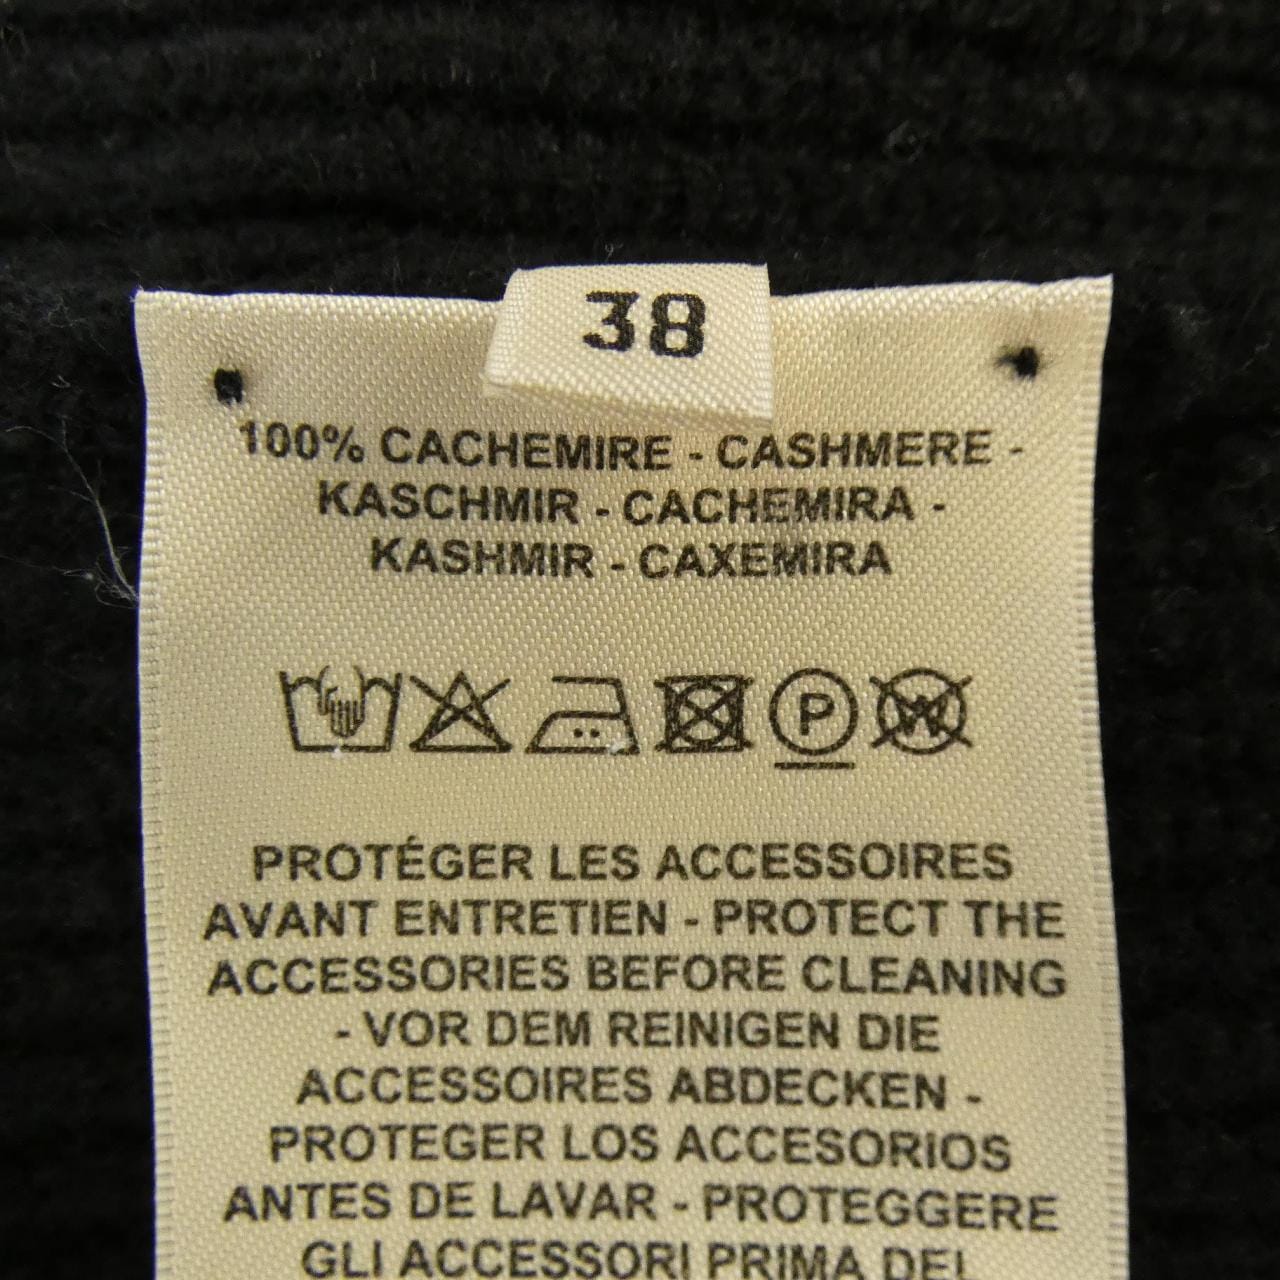 38
100% CACHEMIRE - CASHMERE -
KASCHMIR - CACHEMIRA -
KASHMIR - CAXEMIRA
P W
PROTÉGER LES ACCESSOIRES
AVANT ENTRETIEN - PROTECT THE
ACCESSORIES BEFORE CLEANING
- VOR DEM REINIGEN DIE
ACCESSOIRES ABDECKEN -
PROTEGER LOS ACCESORIOS
ANTES DE LAVAR - PROTEGGERE
GLI ACCESSORI PRIMA DEL